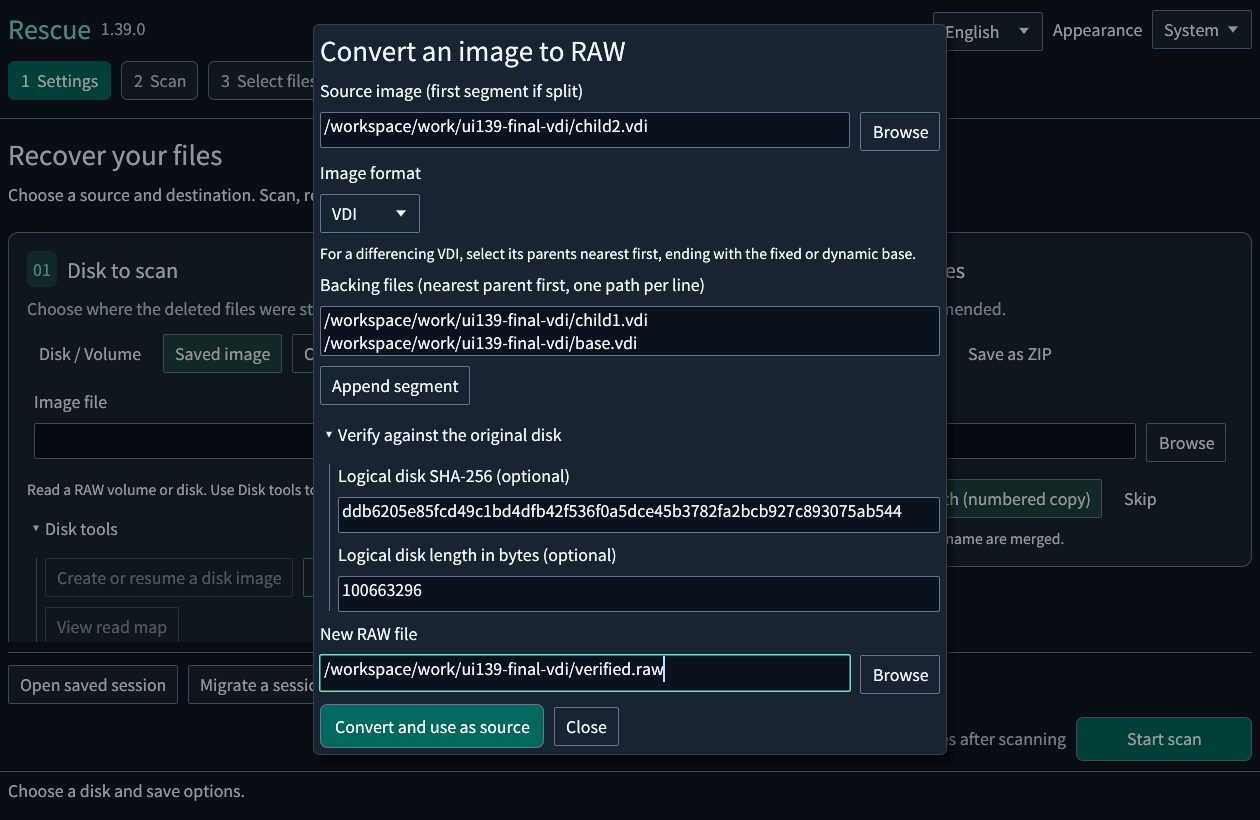 Rescue 1.39.0
English
Appearance
System
1 Settings
2 Scan
3 Select files
Recover your files
Choose a source and destination. Scan,
01 Disk to scan
Choose where the deleted files were
Disk / Volume
Saved image
Image file
Read a RAW volume or disk. Use Disk tools
Disk tools
Create or resume a disk image
View read map
Open saved session
Migrate a
Convert an image to RAW
Source image (first segment if split)
/workspace/work/ui139-final-vdi/child2.vdi
Browse
Image format
VDI
For a differencing VDI, select its parents nearest first, ending with the fixed or dynamic base.
Backing files (nearest parent first, one path per line)
/workspace/work/ui139-final-vdi/child1.vdi
/workspace/work/ui139-final-vdi/base.vdi
Append segment
Verify against the original disk
Logical disk SHA-256 (optional)
ddb6205e85fcd49c1bd4dfb42f536f0a5dce45b3782fa2bcb927c893075ab544
Logical disk length in bytes (optional)
100663296
New RAW file
/workspace/work/ui139-final-vdi/verified.raw
Browse
Convert and use as source
Close
Save as ZIP
Browse
(numbered copy)
Skip
name are merged.
after scanning
Start scan
Choose a disk and save options.